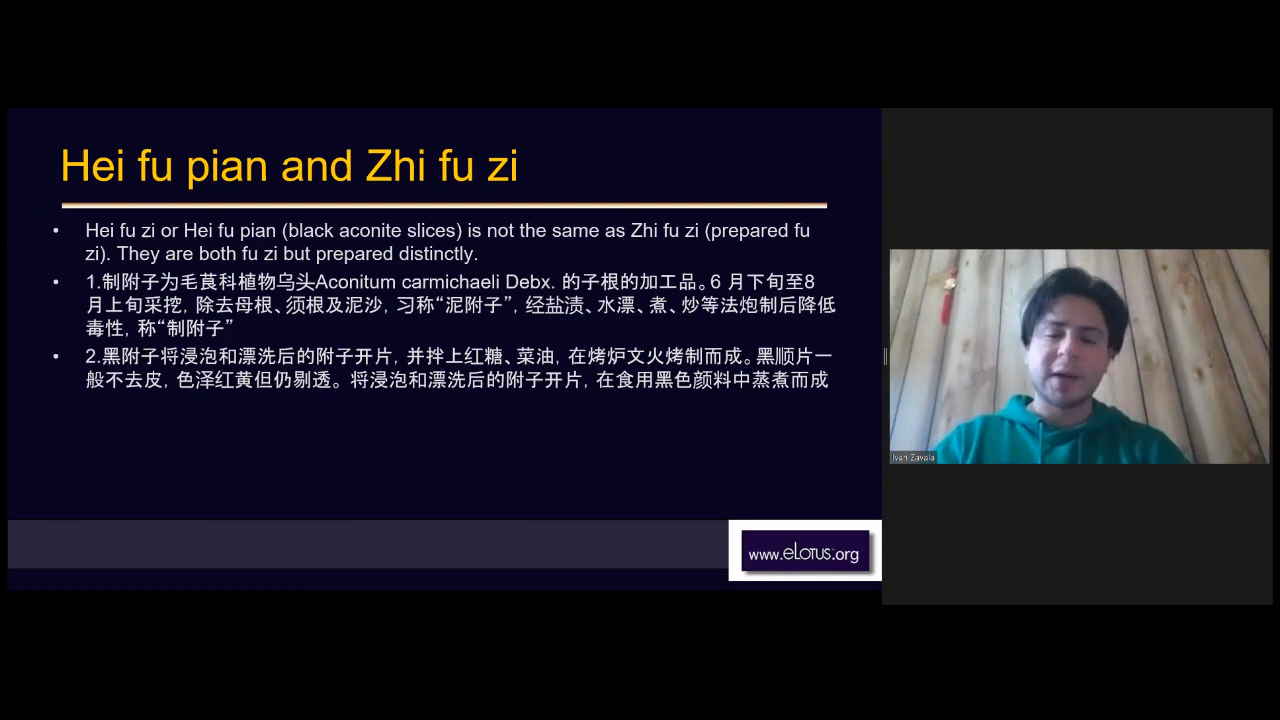 Hei fu pian and Zhi fu zi
• Hei fu zi or Hei fu pian (black aconite slices) is not the same as Zhi fu zi (prepared fu
zi). They are both fu zi but prepared distinctly.
• 1.制附子为毛茛科植物乌头Aconitum carmichaeli Debx. 的子根的加工品。6 月下旬至8
月上旬采挖, 除去母根、须根及泥沙, 习称“泥附子”, 经盐渍、水漂、煮、炒等法炮制后降低
毒性, 称“制附子”
• 2.黑附子将浸泡和漂洗后的附子开片, 并拌上红糖、菜油, 在烤炉文火烤制而成。黑顺片一
般不去皮, 色泽红黄但仍剔透。 将浸泡和漂洗后的附子开片, 在食用黑色颜料中蒸煮而成
www.eLotus.org
Ivan Zavala